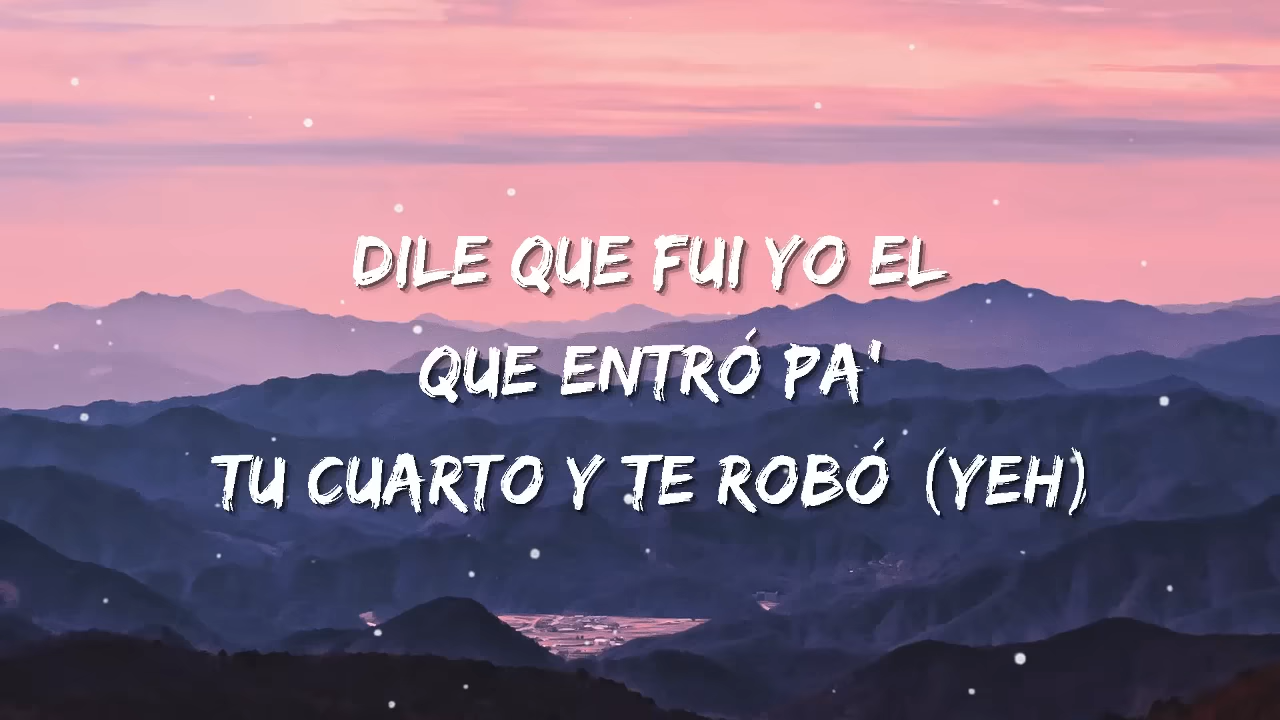 DILE QUE FUI YO EL
QUE ENTRÓ PA'
TU CUARTO Y TE ROBÓ (YEH)